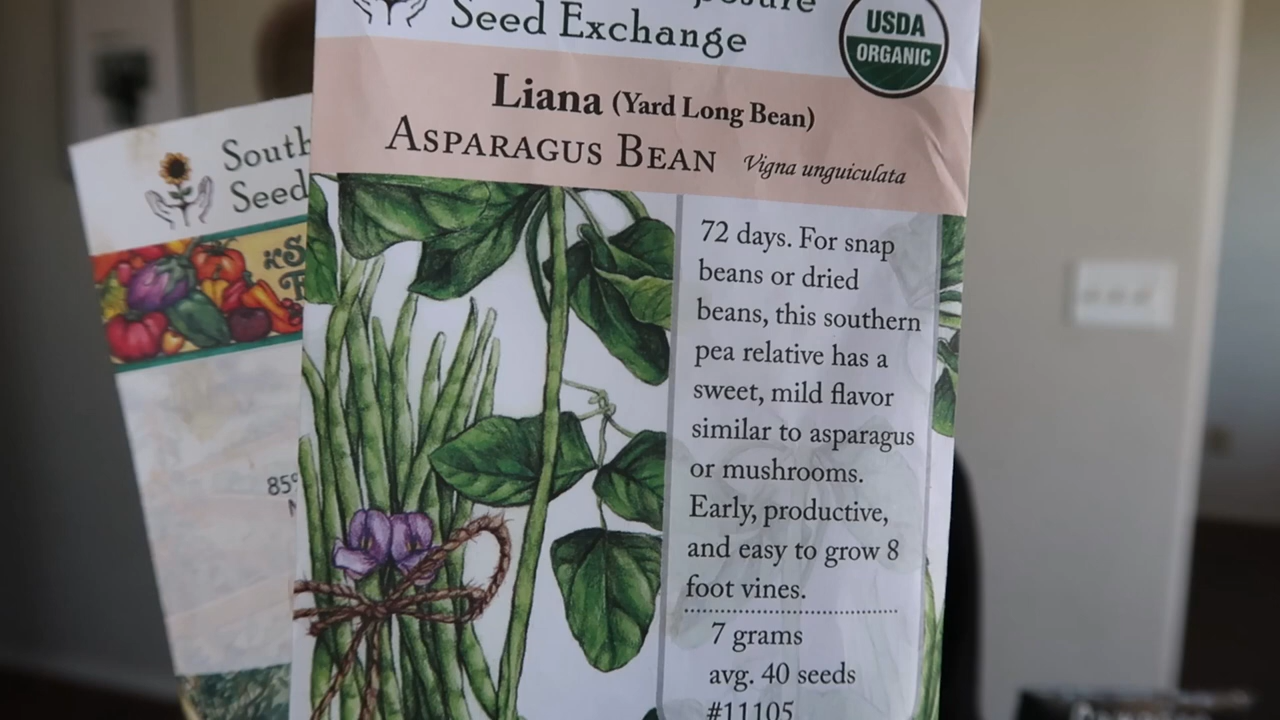 posure
Seed Exchange
USDA
ORGANIC
Liana (Yard Long Bean)
ASPARAGUS BEAN Vigna unguiculata
72 days. For snap
beans or dried
beans, this southern
pea relative has a
sweet, mild flavor
similar to asparagus
or mushrooms.
Early, productive,
and easy to grow 8
foot vines.
7 grams
avg. 40 seeds
#11105
South
Seed
85%